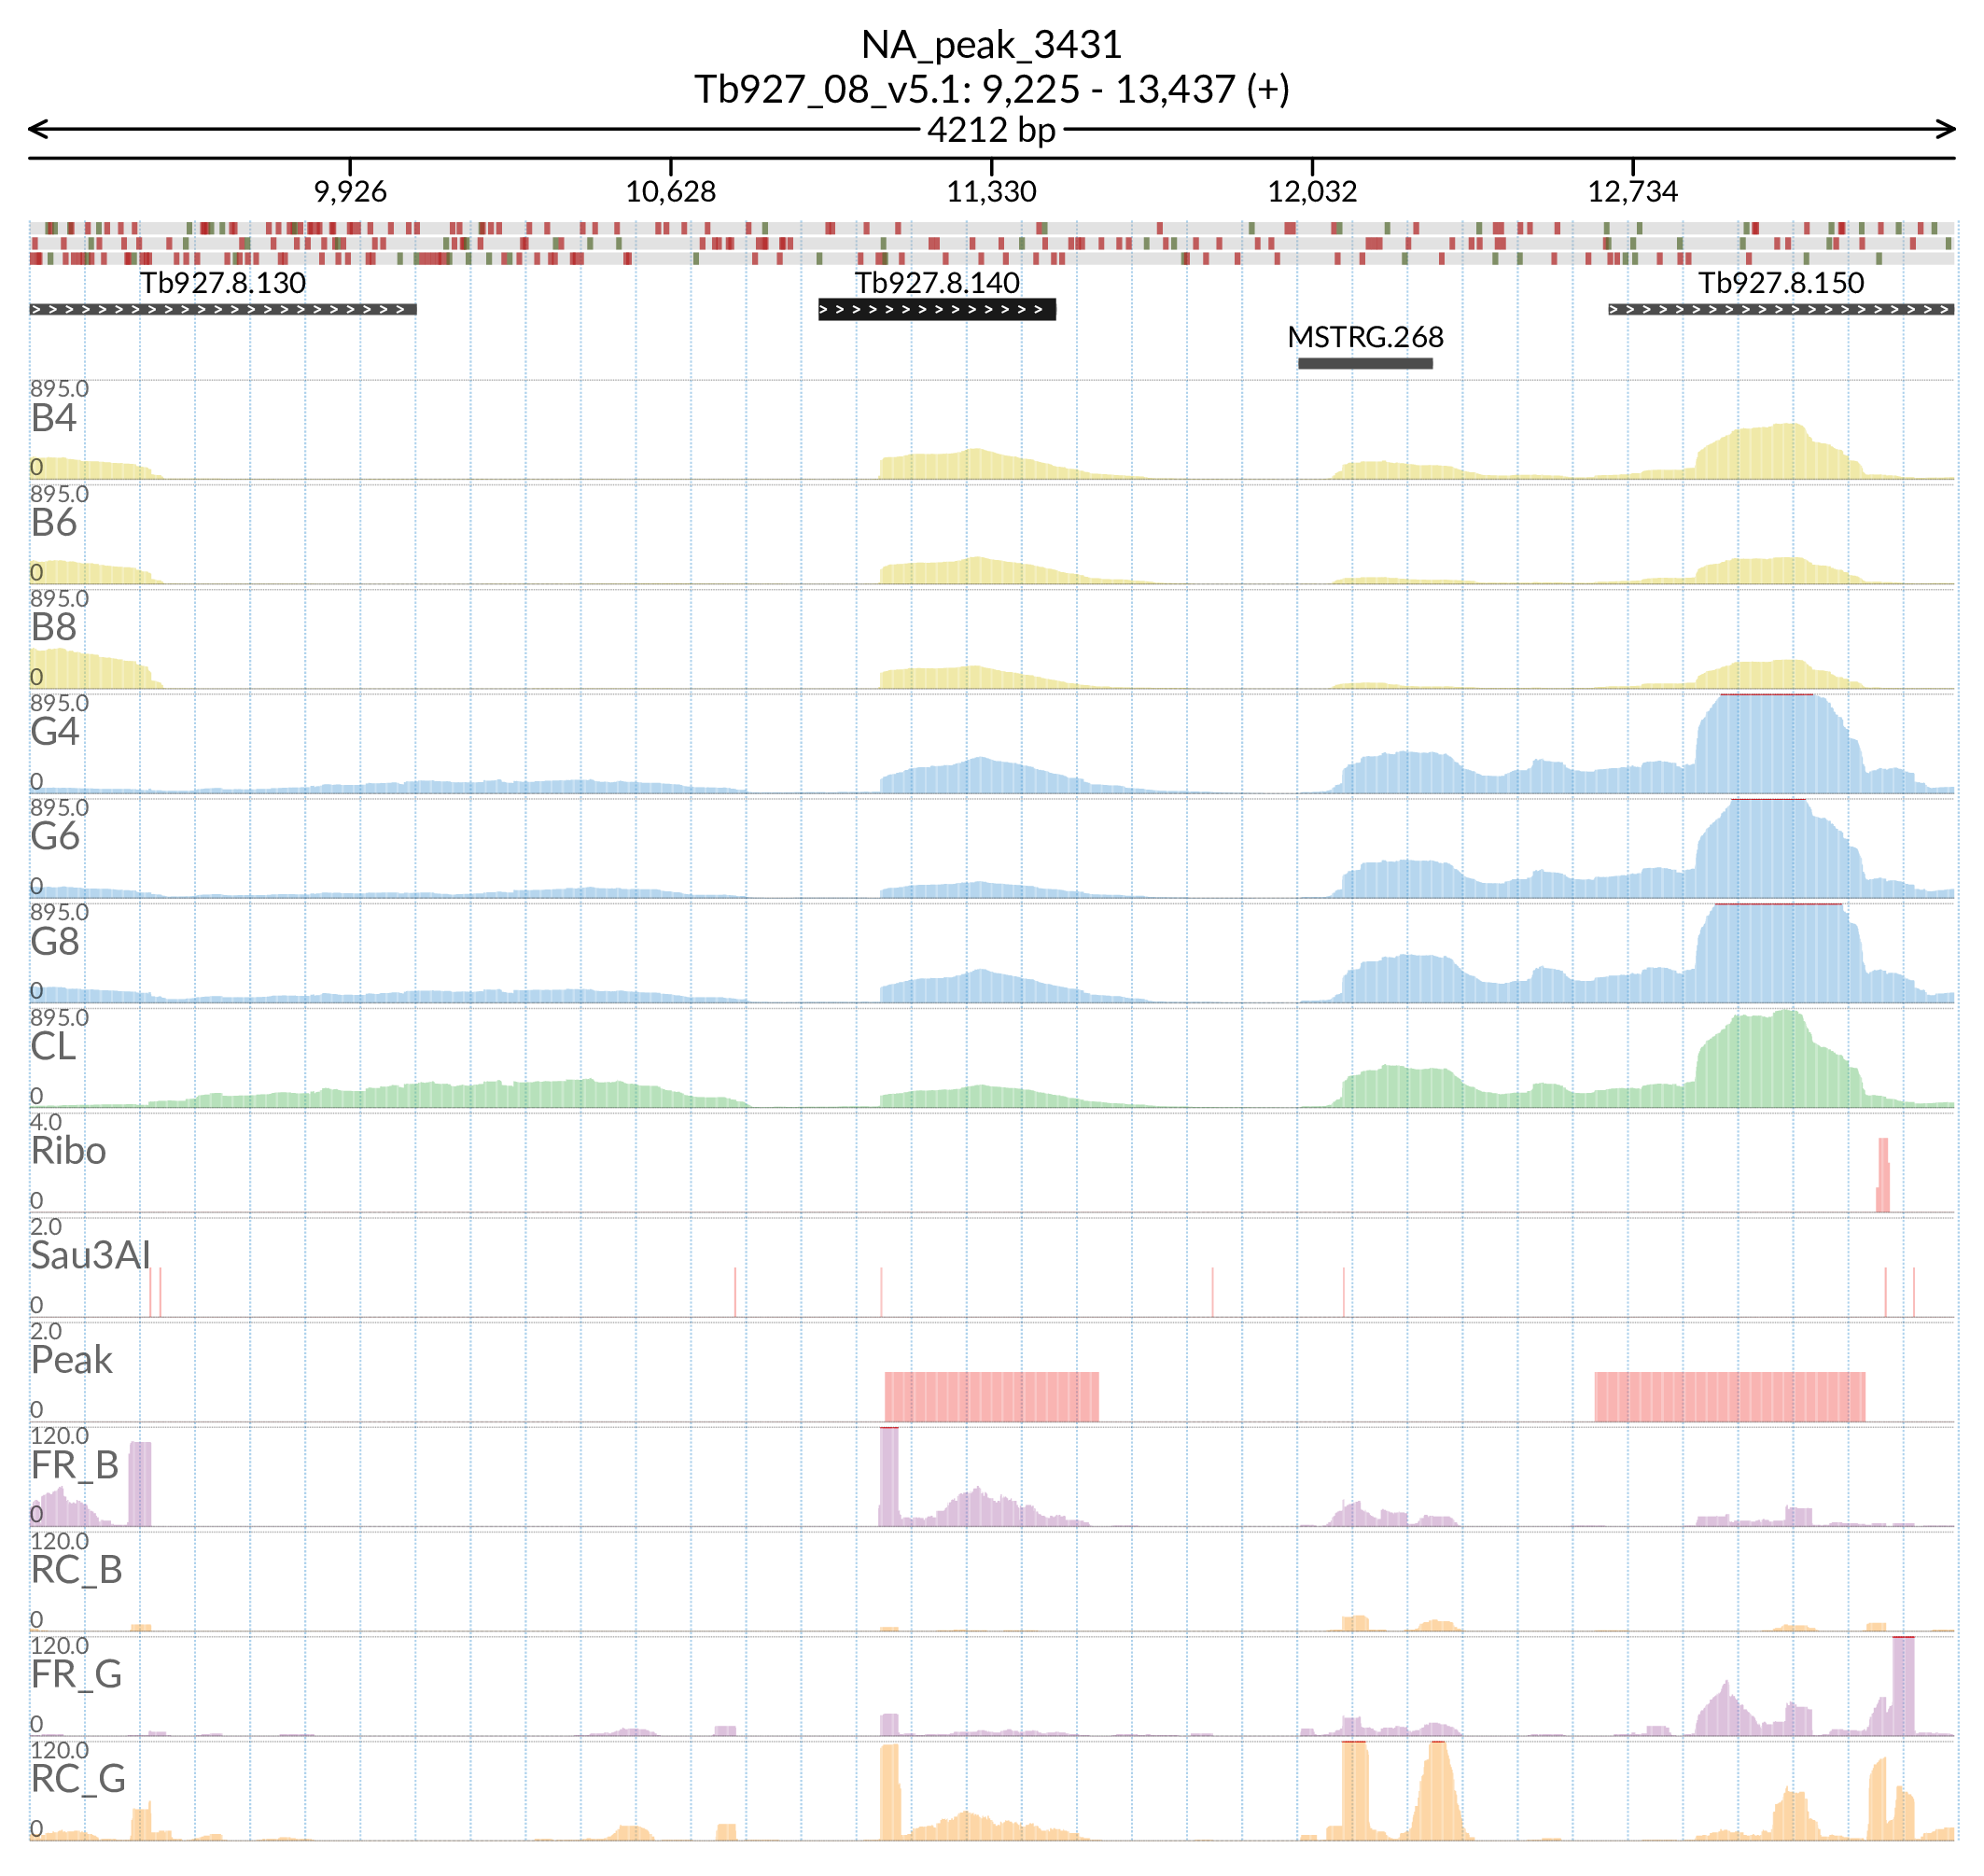 NA_peak_3431
Tb927_08_v5.1: 9,225 - 13,437 (+)
4212 bp
9,926 10,628 11,330 12,032 12,734
Tb927.8.130 Tb927.8.140 Tb927.8.150
MSTRG.268
895.0
B4
0
895.0
B6
0
895.0
B8
0
895.0
G4
0
895.0
G6
0
895.0
G8
0
895.0
CL
0
4.0
Ribo
0
2.0
Sau3AI
0
2.0
Peak
0
120.0
FR_B
0
120.0
RC_B
0
120.0
FR_G
0
120.0
RC_G
0